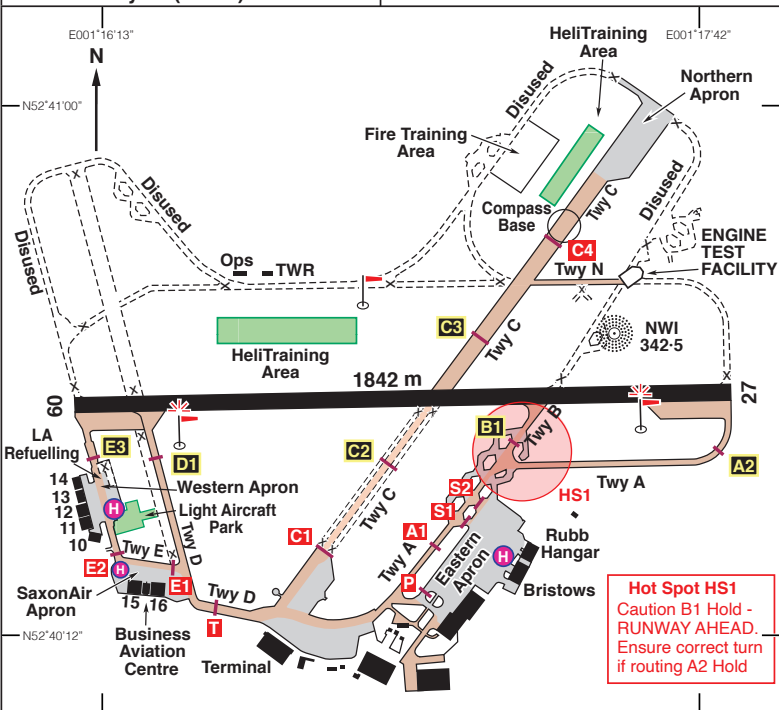 E001°16'13"
E001°17'42"
N
N52°41'00"
HeliTraining
Area
Northern
Apron
Disused
Fire Training
Area
Disused
Disused
Disused
Compass
Base
Twy C
C4
ENGINE
TEST
FACILITY
Ops
TWR
Twy N
C3
Twy C
NWI
342·5
HeliTraining
Area
1842 m
09
27
LA
Refuelling
E3
D1
C2
B1
Twy B
A2
14
13
12
11
10
Western Apron
H
Light Aircraft
Park
Twy C
S2
S1
HS1
Twy A
C1
A1
Twy A
Rubb
Hangar
Twy D
Twy E
E2
H
E1
P
Eastern
Apron
H
Bristows
SaxonAir
Apron
15
16
Twy D
T
N52°40'12"
Business
Aviation
Centre
Terminal
Hot Spot HS1
Caution B1 Hold -
RUNWAY AHEAD.
Ensure correct turn
if routing A2 Hold